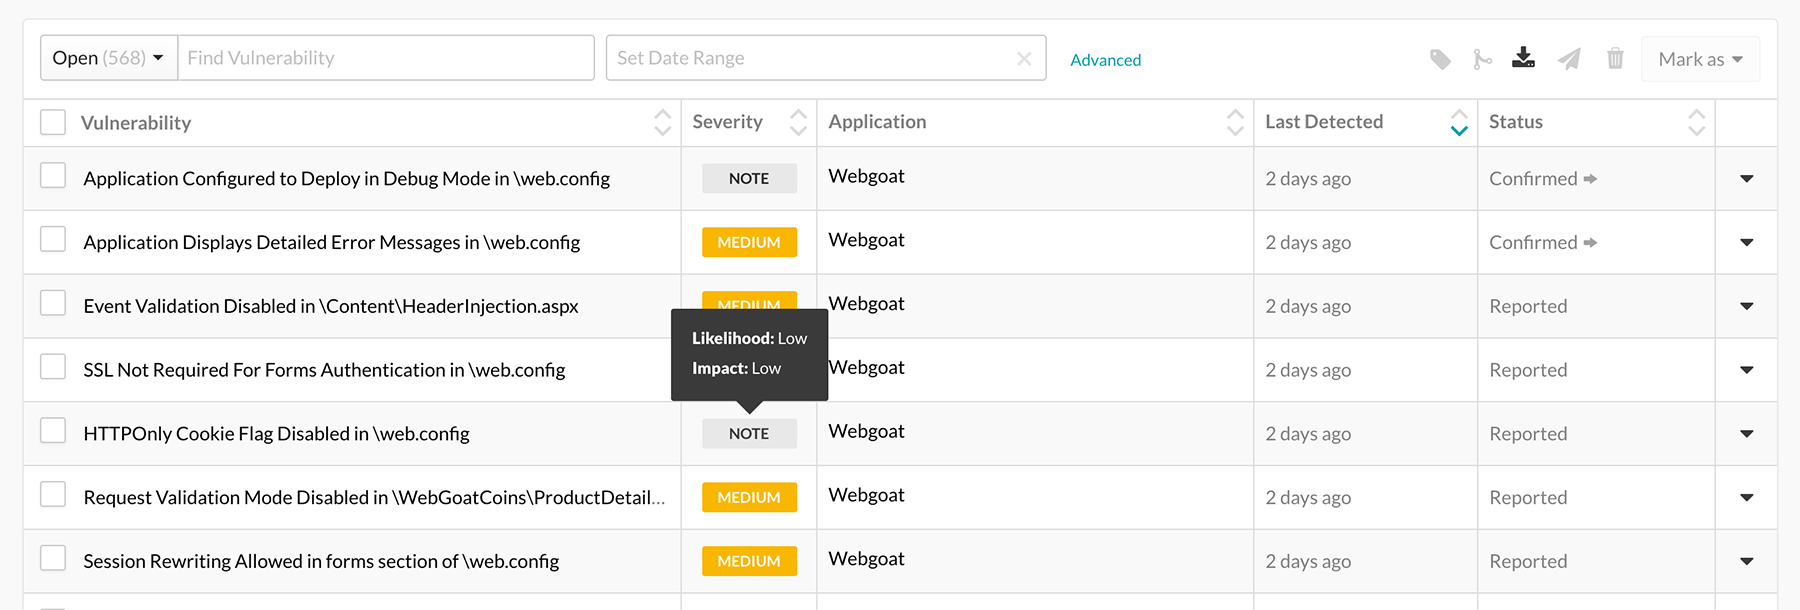 Open (568) Find Vulnerability Set Date Range Advanced Mark as
Vulnerability Severity Application Last Detected Status
Application Configured to Deploy in Debug Mode in \web.config NOTE Webgoat 2 days ago Confirmed
Application Displays Detailed Error Messages in \web.config MEDIUM Webgoat 2 days ago Confirmed
Event Validation Disabled in \Content\HeaderInjection.aspx MEDIUM Webgoat 2 days ago Reported
Likelihood: Low
Impact: Low
SSL Not Required For Forms Authentication in \web.config Webgoat 2 days ago Reported
HTTPOnly Cookie Flag Disabled in \web.config NOTE Webgoat 2 days ago Reported
Request Validation Mode Disabled in \WebGoatCoins\ProductDetail... MEDIUM Webgoat 2 days ago Reported
Session Rewriting Allowed in forms section of \web.config MEDIUM Webgoat 2 days ago Reported